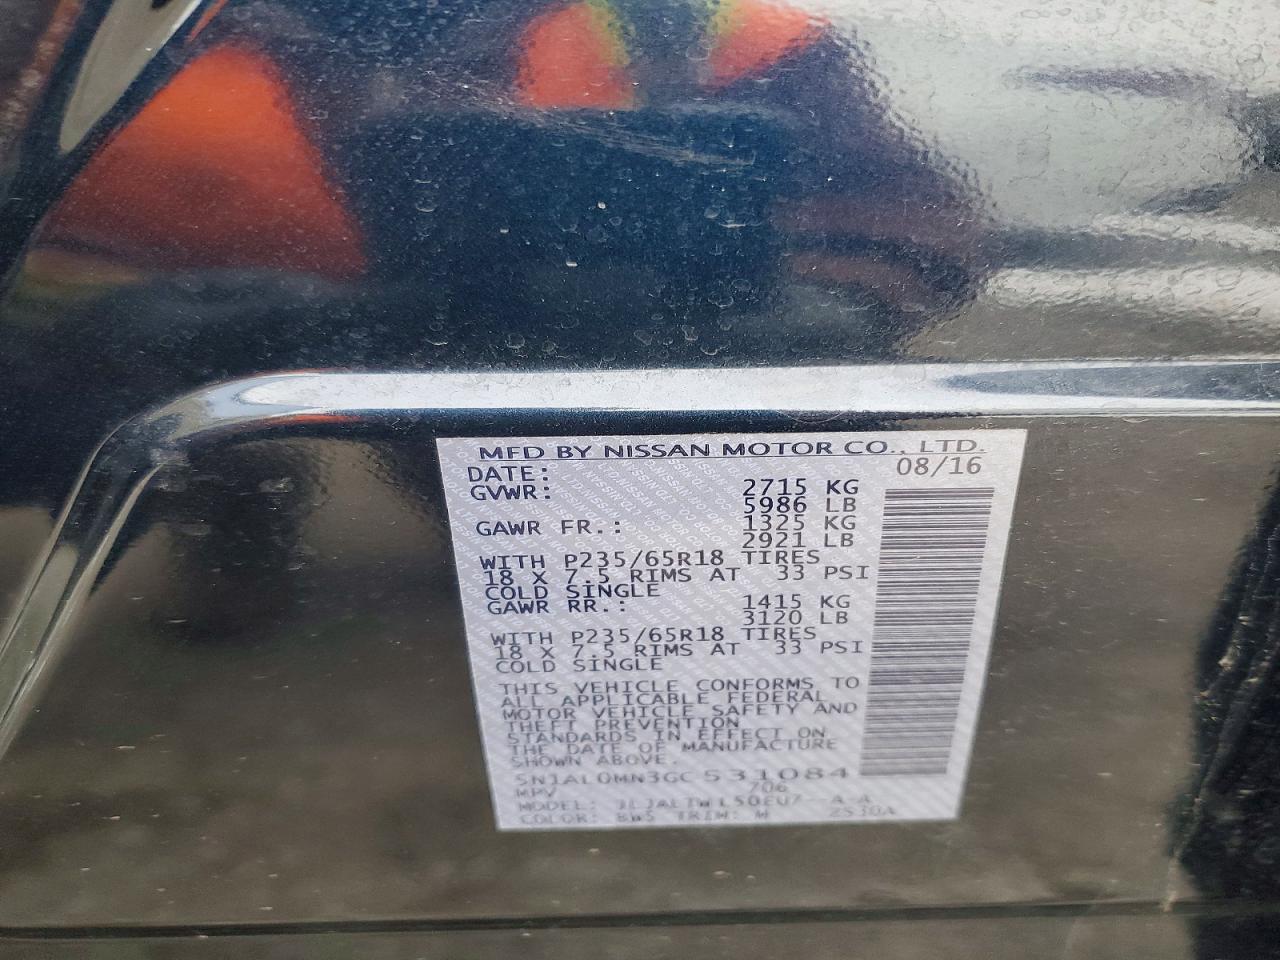 MFD BY NISSAN MOTOR CO., LTD.
DATE: 08/16
GVWR: 2715 KG
5986 LB
GAWR FR.: 1325 KG
2921 LB
WITH P235/65R18 TIRES
18 X 7.5 RIMS AT 33 PSI
COLD SINGLE
GAWR RR.: 1415 KG
3120 LB
WITH P235/65R18 TIRES
18 X 7.5 RIMS AT 33 PSI
COLD SINGLE
THIS VEHICLE CONFORMS TO
ALL APPLICABLE FEDERAL
MOTOR VEHICLE SAFETY AND
THEFT PREVENTION
STANDARDS IN EFFECT ON
THE DATE OF MANUFACTURE
SHOWN ABOVE.
5N1AL0MN3GC531084
MPV 706
MODEL: A-A
COLOR: TRIM: W